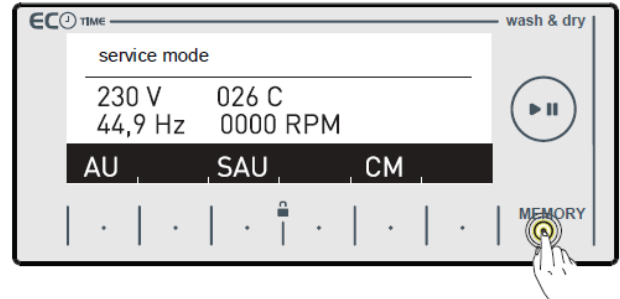 ECO TIME
wash & dry
service mode
230 V 026 C
44,9 Hz 0000 RPM
AU SAU CM
MEMORY